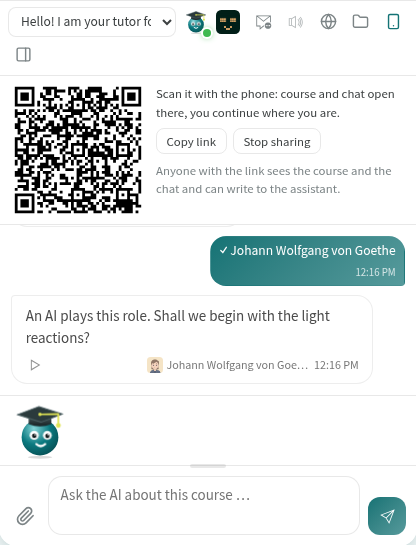 Hello! I am your tutor fo
Scan it with the phone: course and chat open
there, you continue where you are.
Copy link
Stop sharing
Anyone with the link sees the course and the
chat and can write to the assistant.
✓ Johann Wolfgang von Goethe
12:16 PM
An AI plays this role. Shall we begin with the light
reactions?
Johann Wolfgang von Goe… 12:16 PM
Ask the AI about this course …